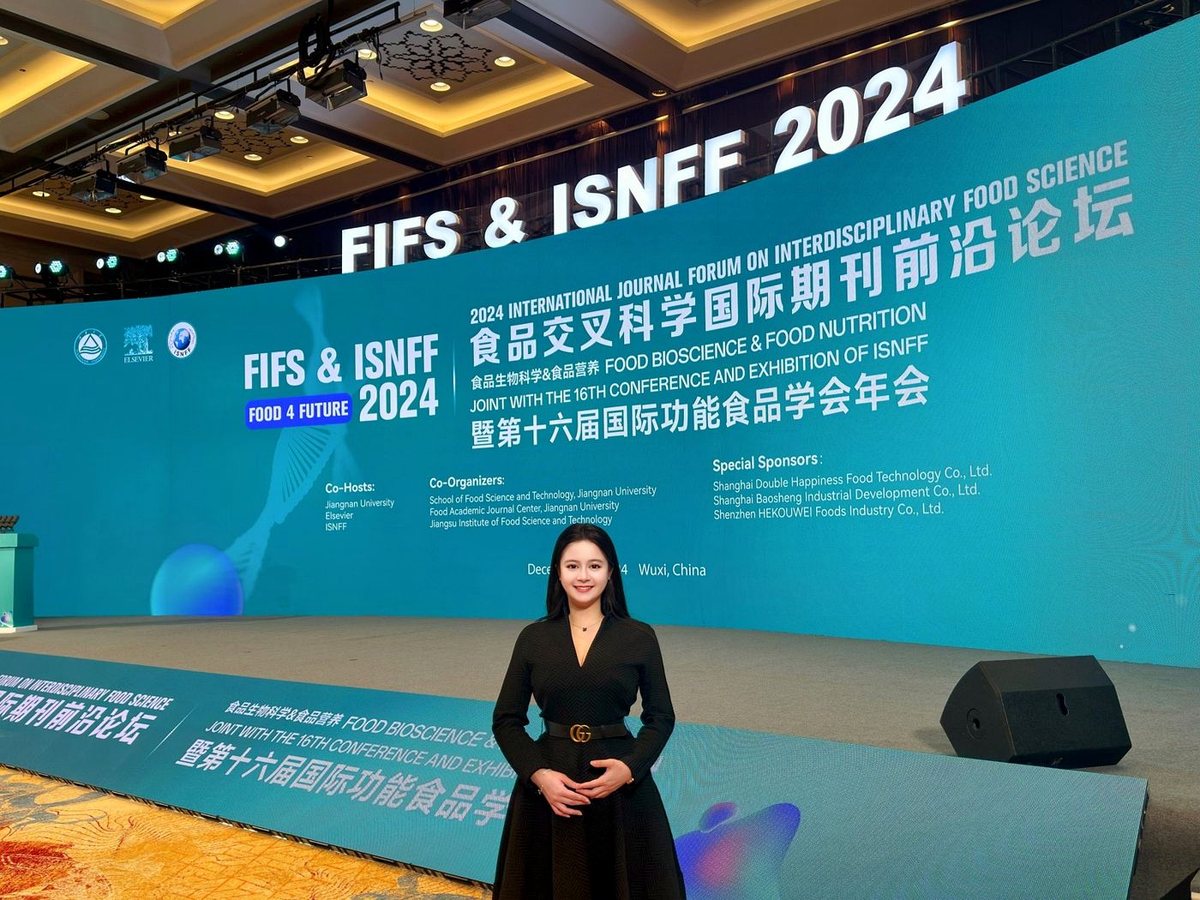 FIFS & ISNFF 2024
ELSEVIER
ISNFF
FIFS & ISNFF
FOOD 4 FUTURE 2024
2024 INTERNATIONAL JOURNAL FORUM ON INTERDISCIPLINARY FOOD SCIENCE
食品交叉科学国际期刊前沿论坛
食品生物科学&食品营养 FOOD BIOSCIENCE & FOOD NUTRITION
JOINT WITH THE 16TH CONFERENCE AND EXHIBITION OF ISNFF
暨第十六届国际功能食品学会年会
Co-Hosts:
Jiangnan University
Elsevier
ISNFF
Co-Organizers:
School of Food Science and Technology, Jiangnan University
Food Academic Journal Center, Jiangnan University
Jiangsu Institute of Food Science and Technology
Special Sponsors:
Shanghai Double Happiness Food Technology Co., Ltd.
Shanghai Baosheng Industrial Development Co., Ltd.
Shenzhen HEKOUWEI Foods Industry Co., Ltd.
Wuxi, China
FORUM ON INTERDISCIPLINARY FOOD SCIENCE
际期刊前沿论坛
食品生物科学&食品营养 FOOD BIOSCIENCE &
JOINT WITH THE 16TH CONFERENCE AND EXHIB
暨第十六届国际功能食品学